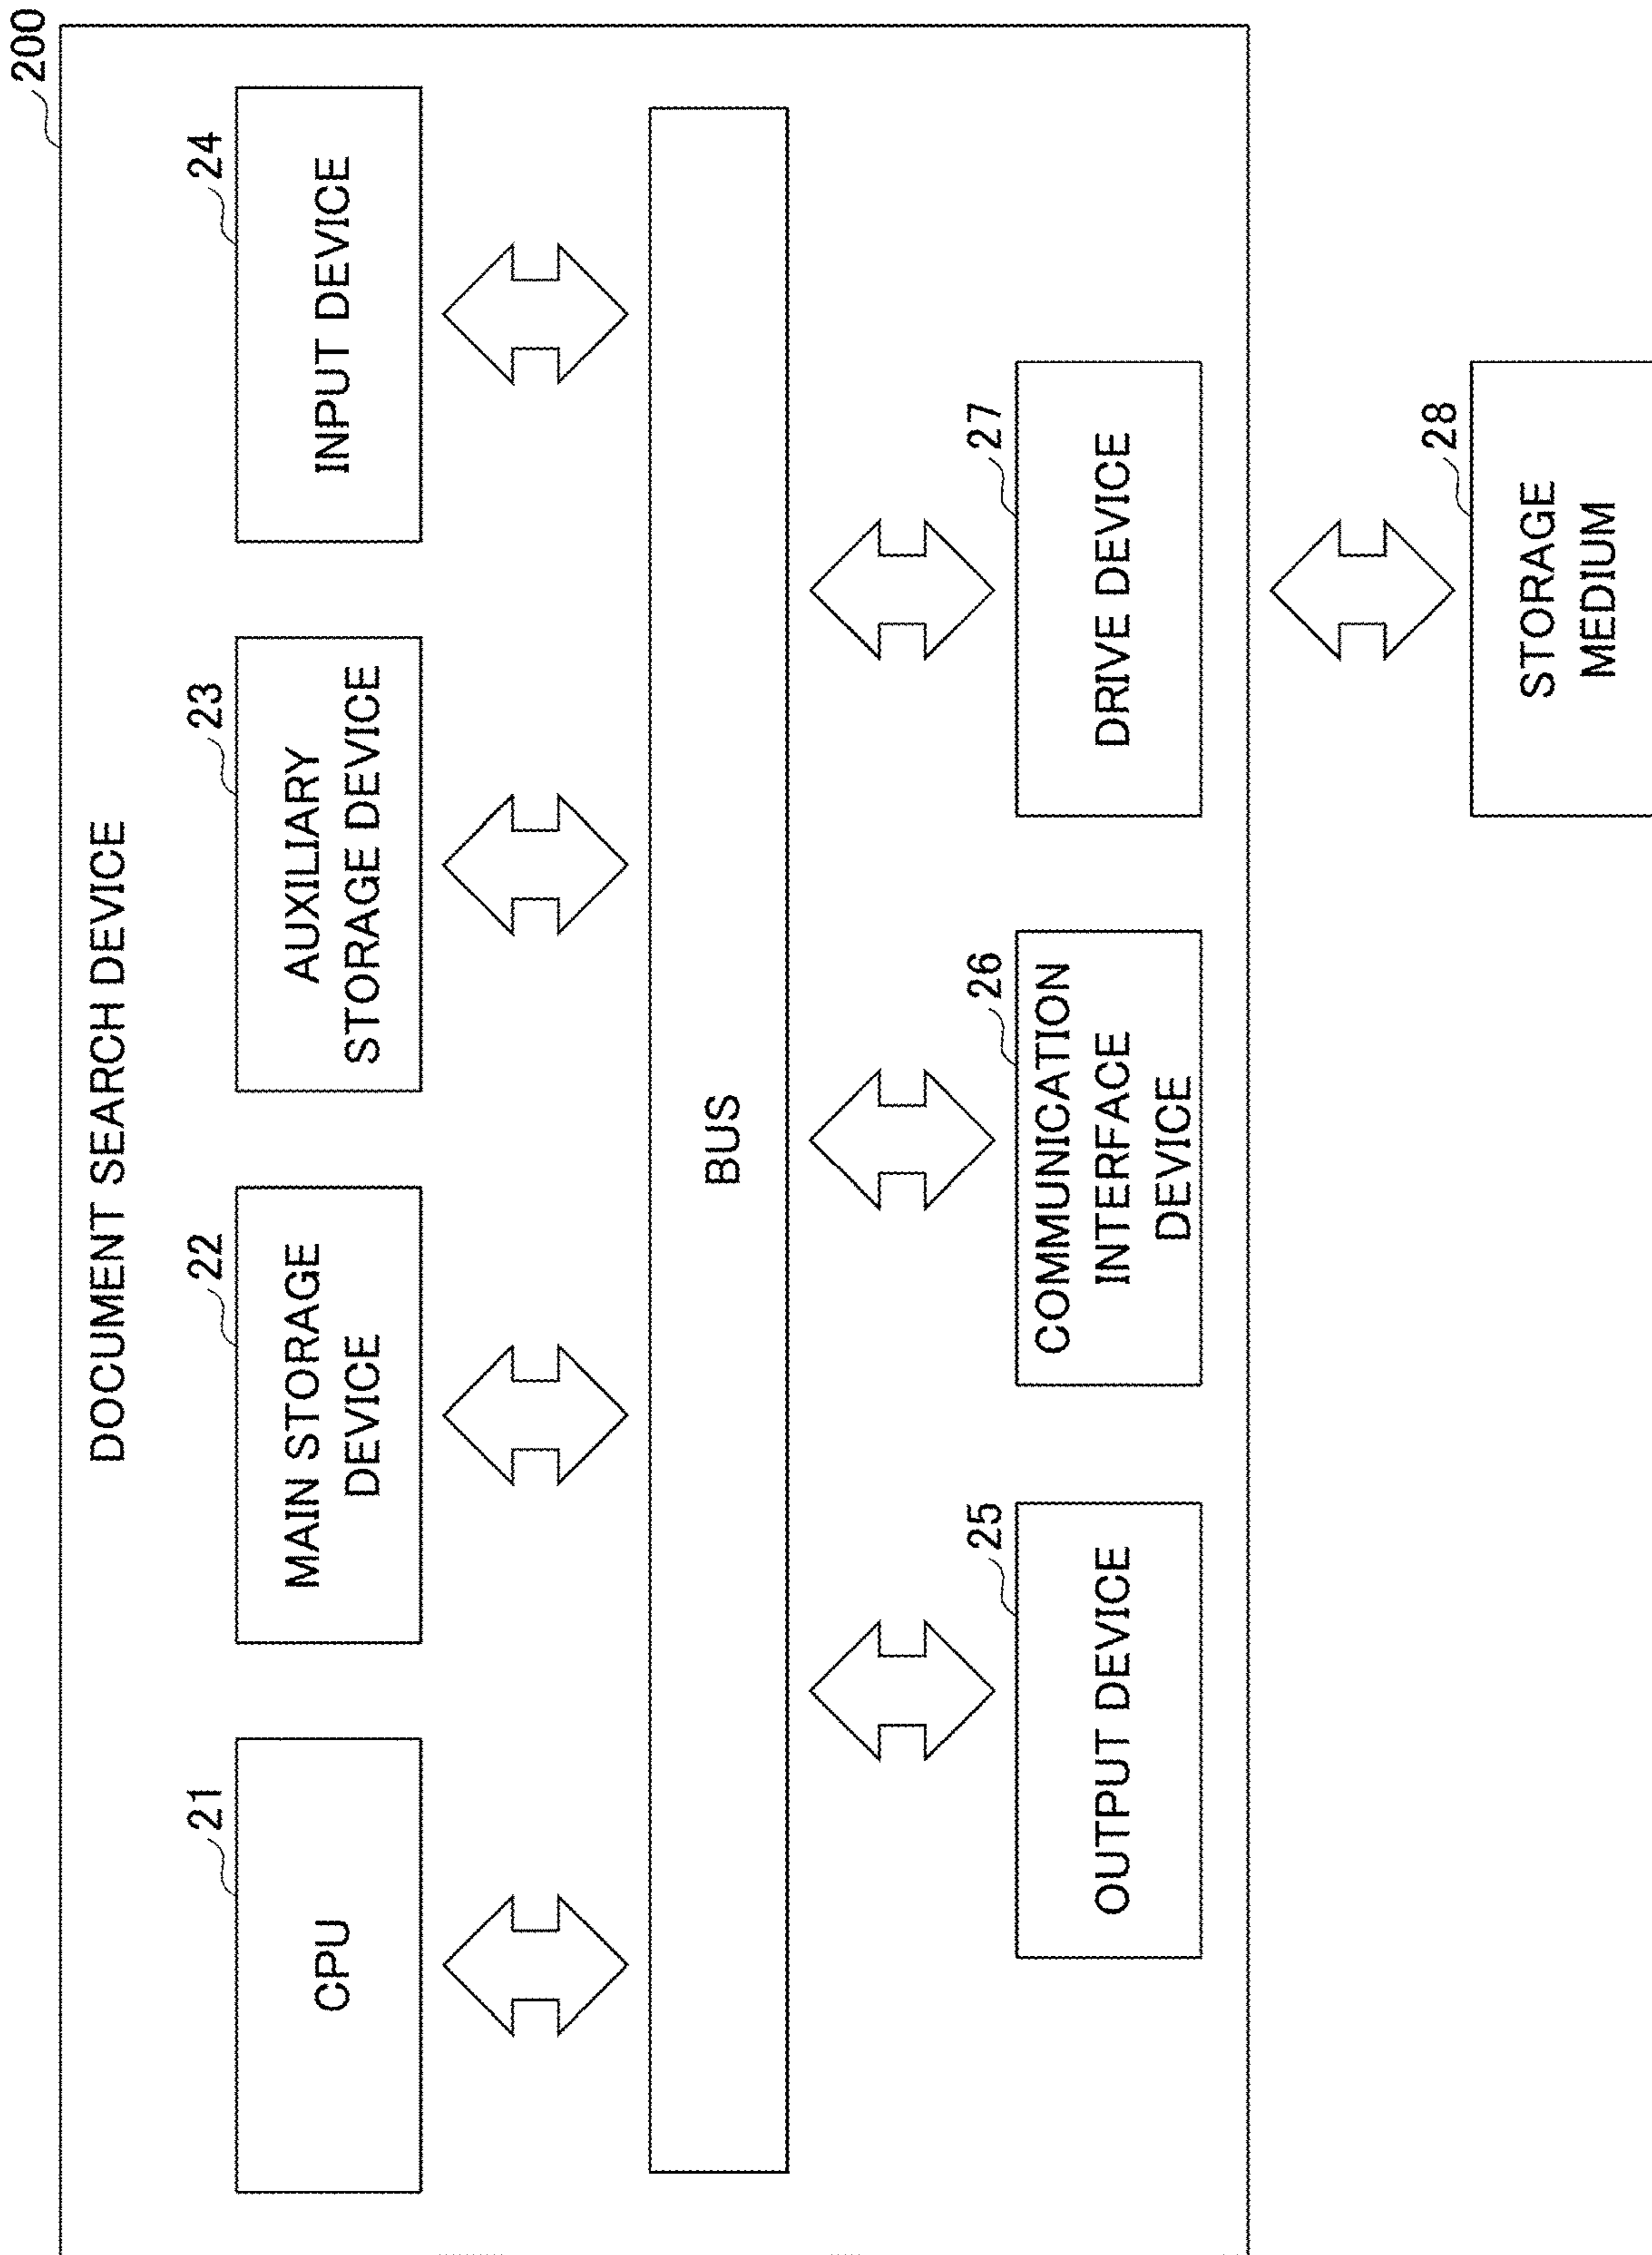 200
DOCUMENT SEARCH DEVICE
21
CPU
22
MAIN STORAGE
DEVICE
23
AUXILIARY
STORAGE DEVICE
24
INPUT DEVICE
BUS
25
OUTPUT DEVICE
26
COMMUNICATION
INTERFACE
DEVICE
27
DRIVE DEVICE
28
STORAGE
MEDIUM